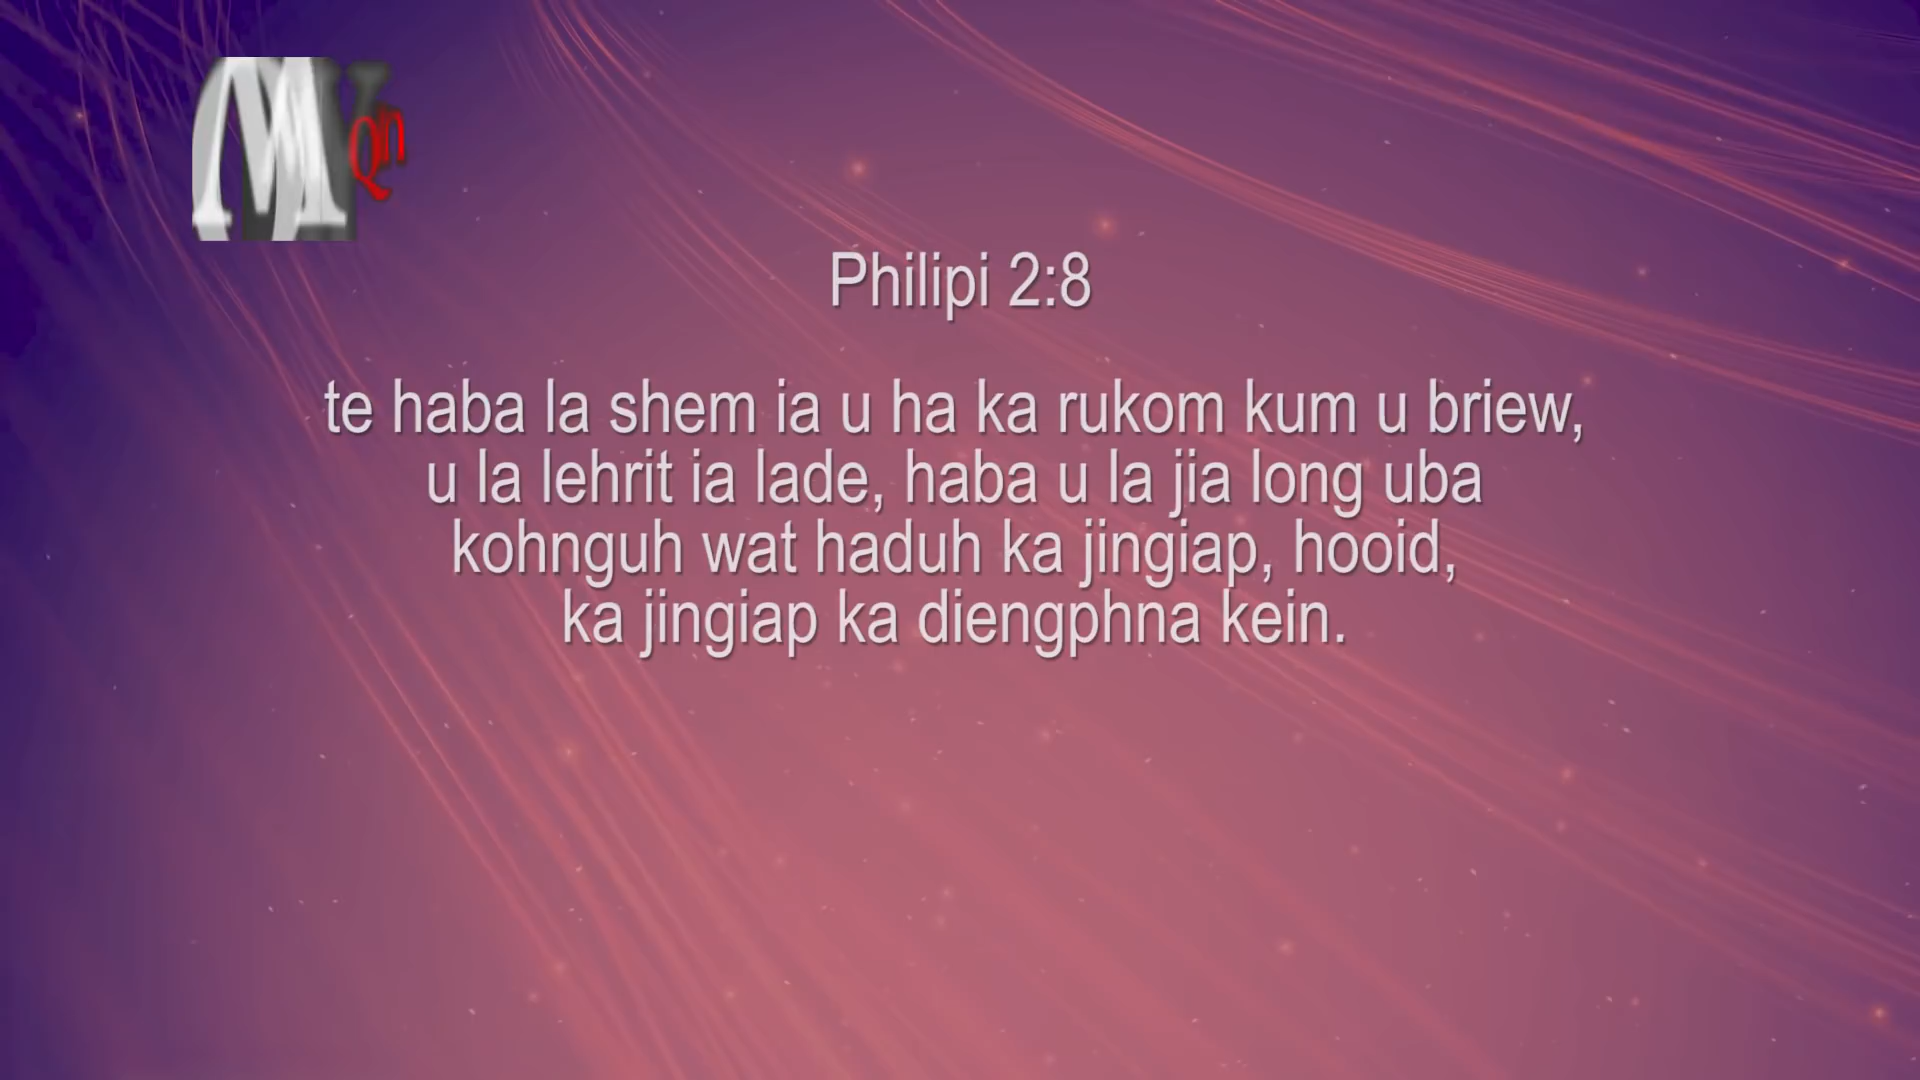 Philipi 2:8
te haba la shem ia u ha ka rukom kum u briew,
u la lehrit ia lade, haba u la jia long uba
kohnguh wat haduh ka jingiap, hooid,
ka jingiap ka diengphna kein.